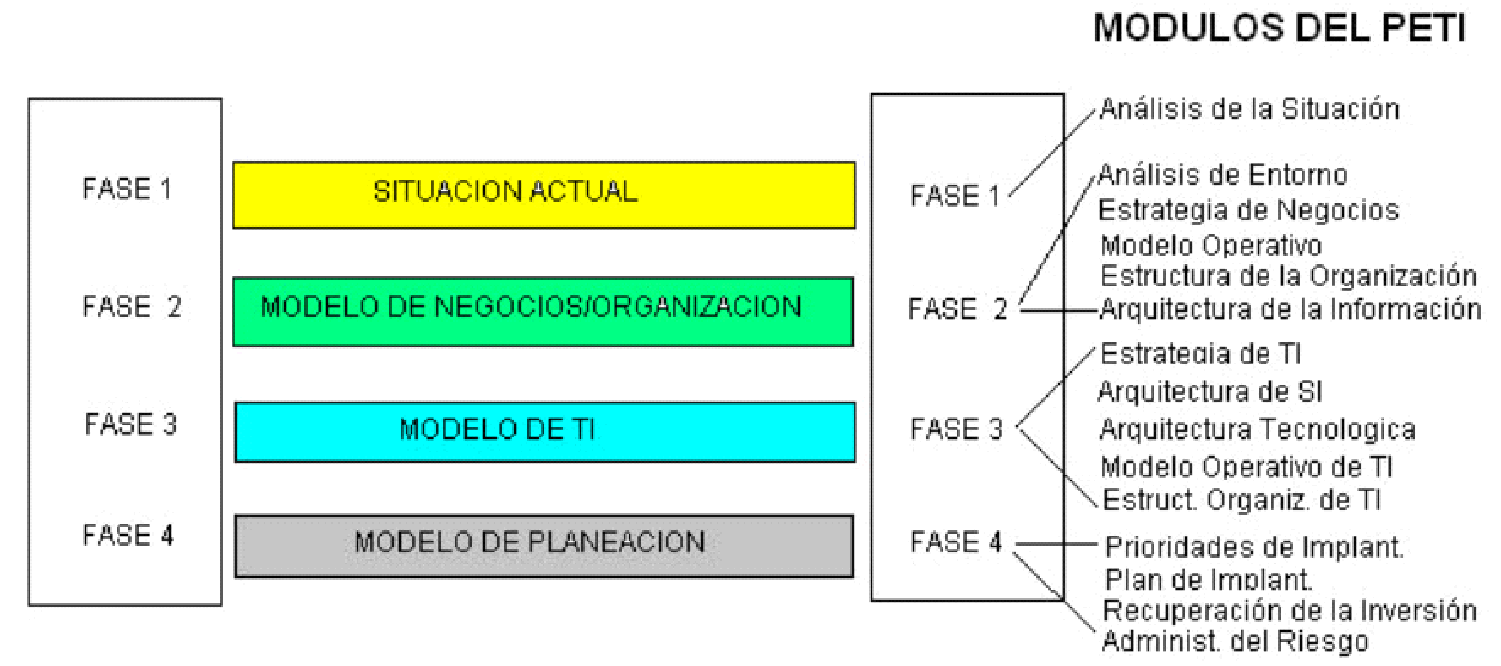 MODULOS DEL PETI
FASE 1
SITUACION ACTUAL
FASE 2
MODELO DE NEGOCIOS/ORGANIZACION
FASE 3
MODELO DE TI
FASE 4
MODELO DE PLANEACION
FASE 1
Análisis de la Situación
FASE 2
Análisis de Entorno
Estrategia de Negocios
Modelo Operativo
Estructura de la Organización
Arquitectura de la Información
FASE 3
Estrategia de TI
Arquitectura de SI
Arquitectura Tecnologica
Modelo Operativo de TI
Estruct. Organiz. de TI
FASE 4
Prioridades de Implant.
Plan de Implant.
Recuperación de la Inversión
Administ. del Riesgo